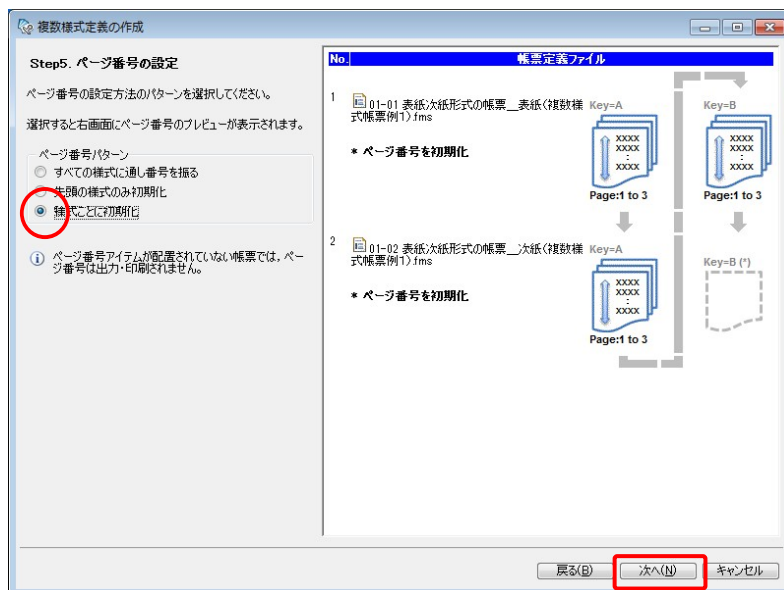 複数様式定義の作成
Step5. ページ番号の設定
ページ番号の設定方法のパターンを選択してください。
選択すると右画面にページ番号のプレビューが表示されます。
ページ番号パターン
すべての様式に通し番号を振る
先頭の様式のみ初期化
様式ごとに初期化
ページ番号アイテムが配置されていない帳票では、ペー
ジ番号は出力・印刷されません。
No. 帳票定義ファイル
1
01-01 表紙次紙形式の帳票__表紙(複数様
式帳票例1).fms
* ページ番号を初期化
Key=A
XXXX
XXXX
:
XXXX
Page:1 to 3
Key=B
XXXX
XXXX
:
XXXX
Page:1 to 3
2
01-02 表紙次紙形式の帳票__次紙(複数様
式帳票例1).fms
* ページ番号を初期化
Key=A
XXXX
XXXX
:
XXXX
Page:1 to 3
Key=B (*)
戻る(B)
次へ(N)
キャンセル